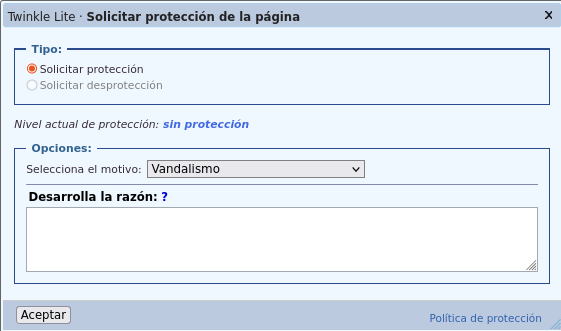 Twinkle Lite · Solicitar protección de la página X
Tipo:
Solicitar protección
Solicitar desprotección
Nivel actual de protección: sin protección
Opciones:
Selecciona el motivo: Vandalismo
Desarrolla la razón: ?
Aceptar
Política de protección